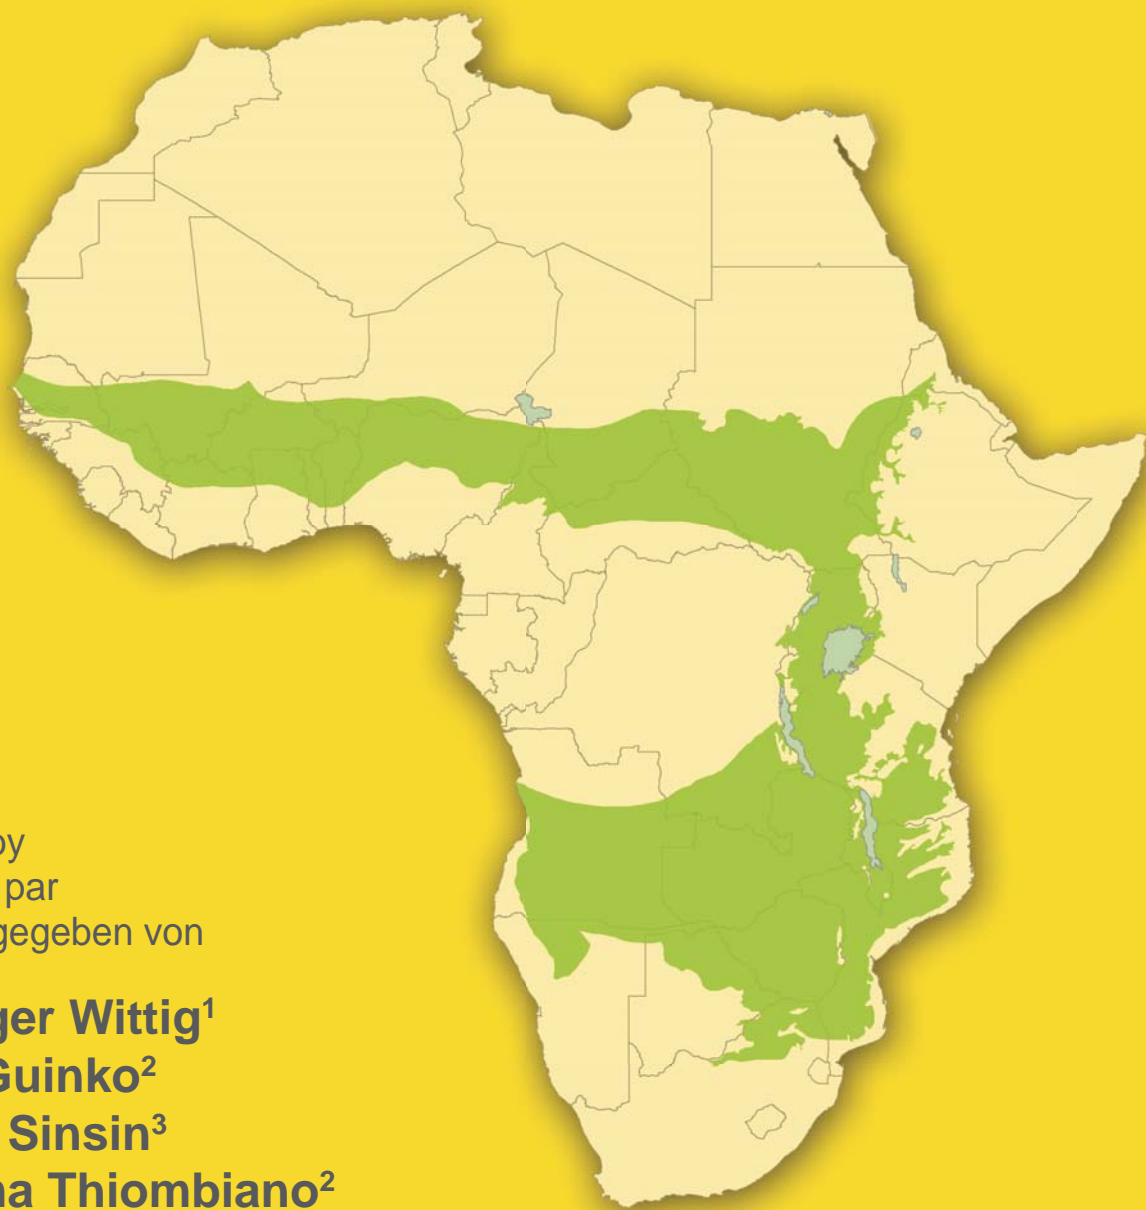 by
par
gegeben von
ger Wittig¹
Guinko²
Sinsin³
na Thiombiano²